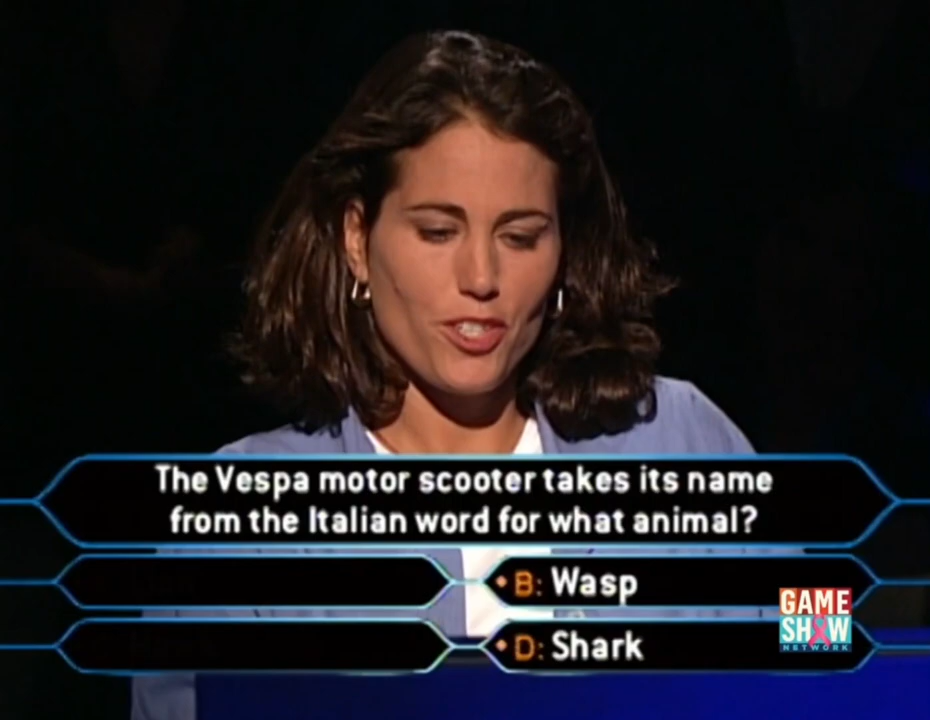 The Vespa motor scooter takes its name
from the Italian word for what animal?
B: Wasp
D: Shark
GAME
SHOW
NETWORK